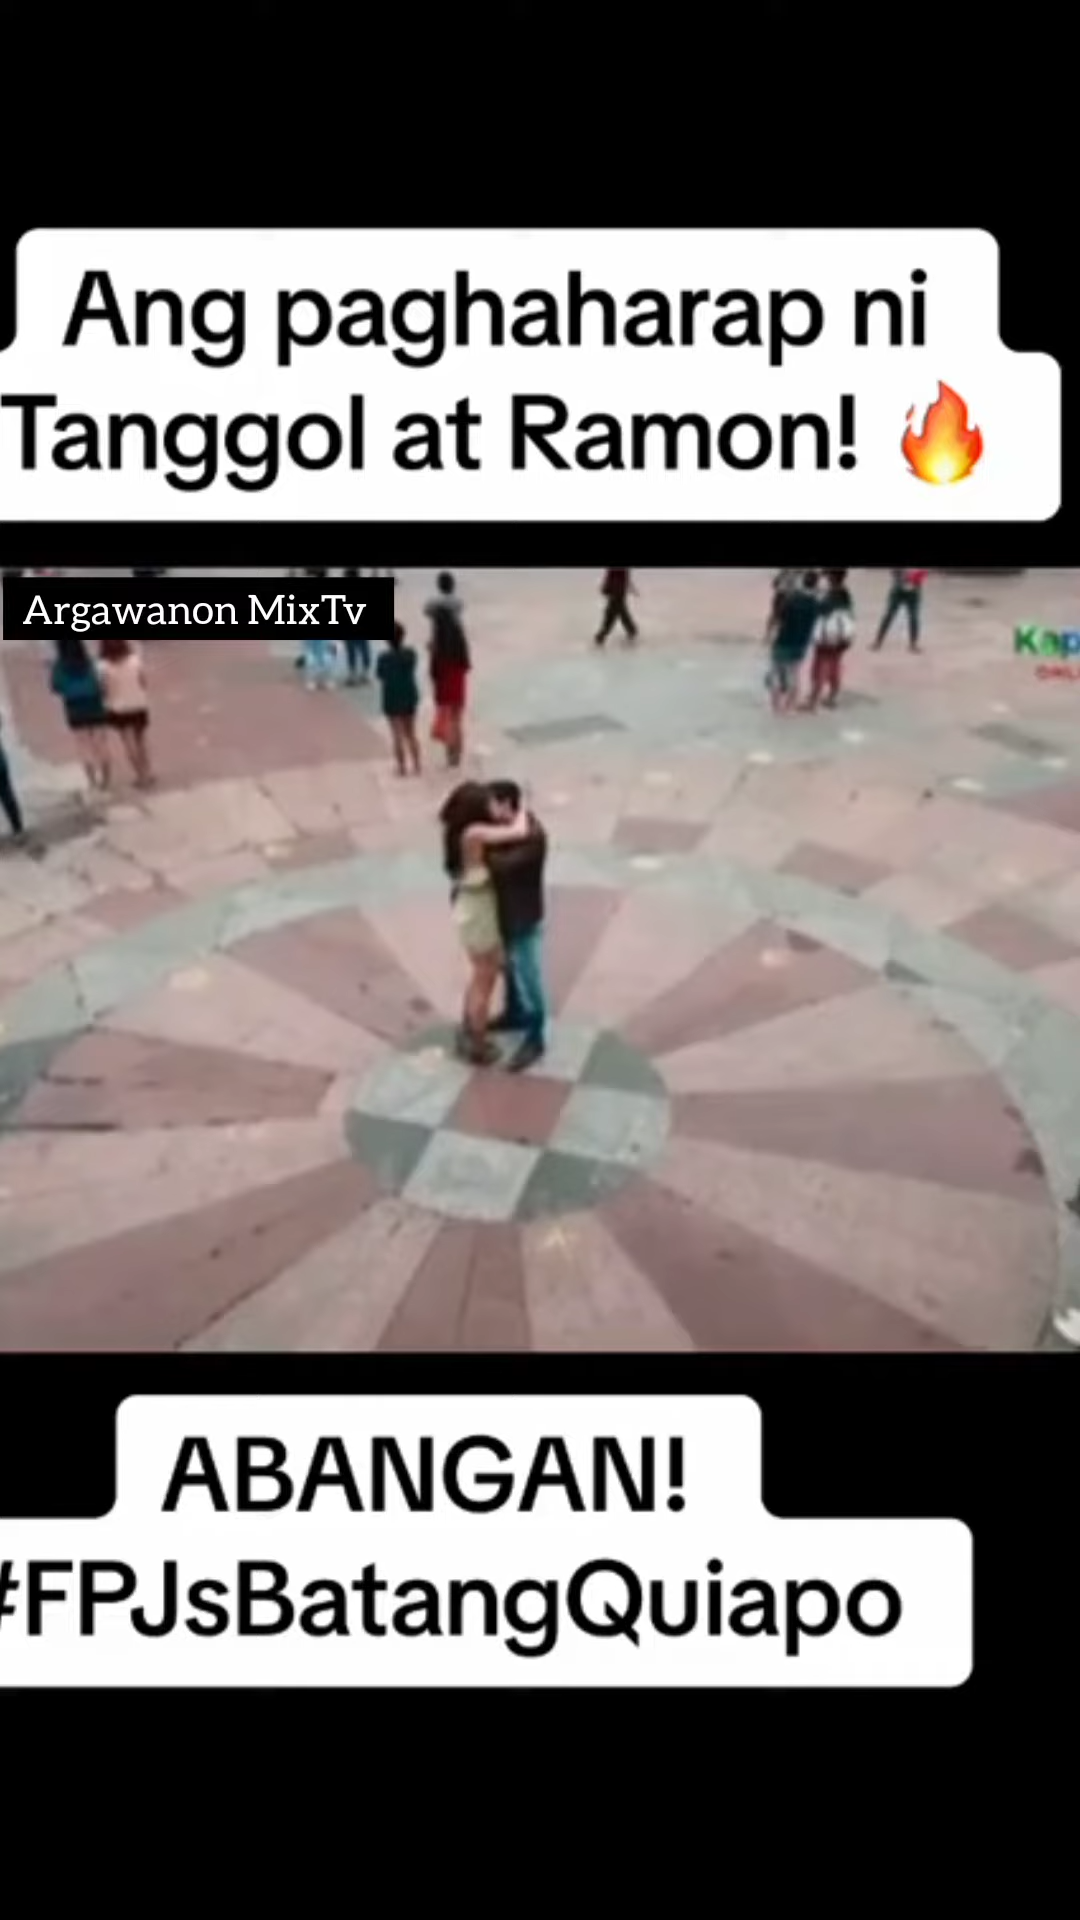 Ang paghaharap ni
Tanggol at Ramon! 🔥
Argawanon MixTv
ABANGAN!
#FPJsBatangQuiapo